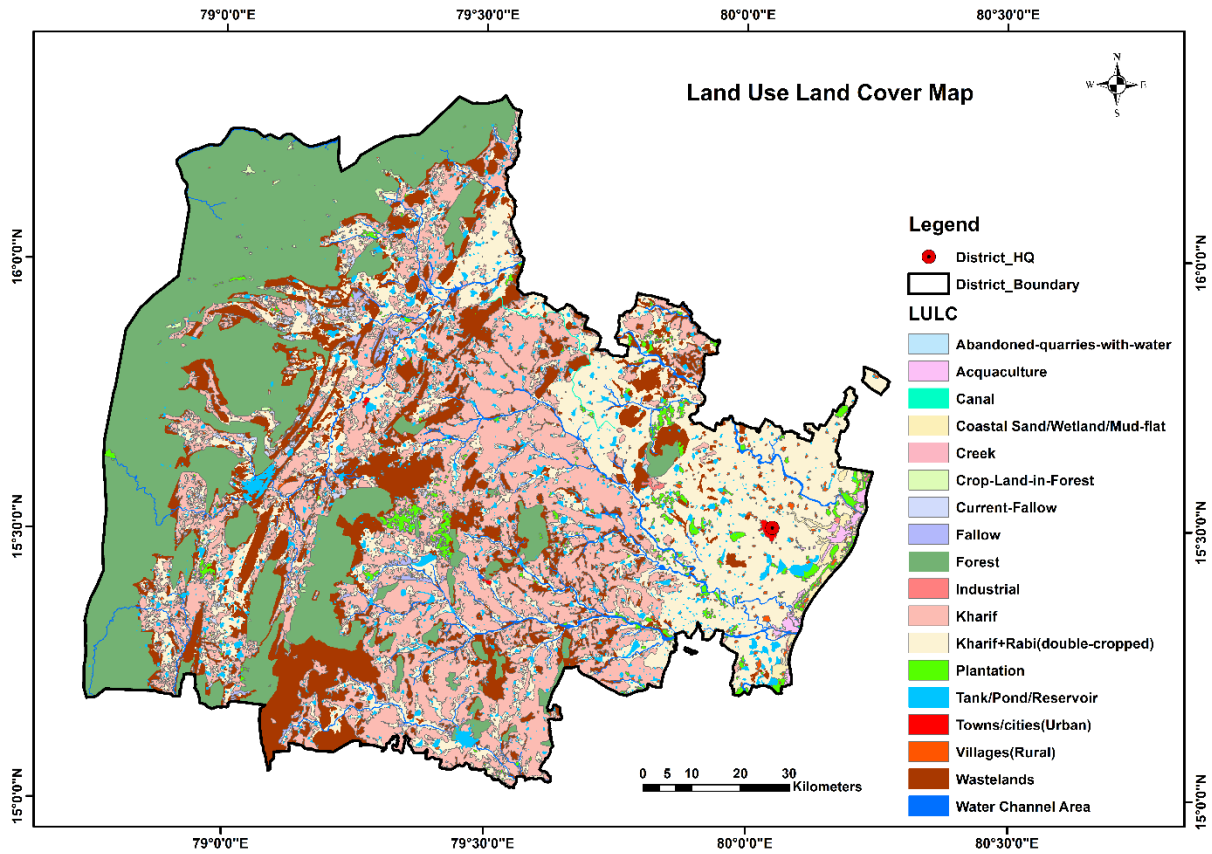 79°0'0"E 79°30'0"E 80°0'0"E 80°30'0"E
Land Use Land Cover Map
N
W E
S
16°0'0"N
15°30'0"N
15°0'0"N
Legend
District_HQ
District_Boundary
LULC
Abandoned-quarries-with-water
Acquaculture
Canal
Coastal Sand/Wetland/Mud-flat
Creek
Crop-Land-in-Forest
Current-Fallow
Fallow
Forest
Industrial
Kharif
Kharif+Rabi(double-cropped)
Plantation
Tank/Pond/Reservoir
Towns/cities(Urban)
Villages(Rural)
Wastelands
Water Channel Area
0 5 10 20 30
Kilometers
16°0'0"N
15°30'0"N
15°0'0"N
79°0'0"E 79°30'0"E 80°0'0"E 80°30'0"E